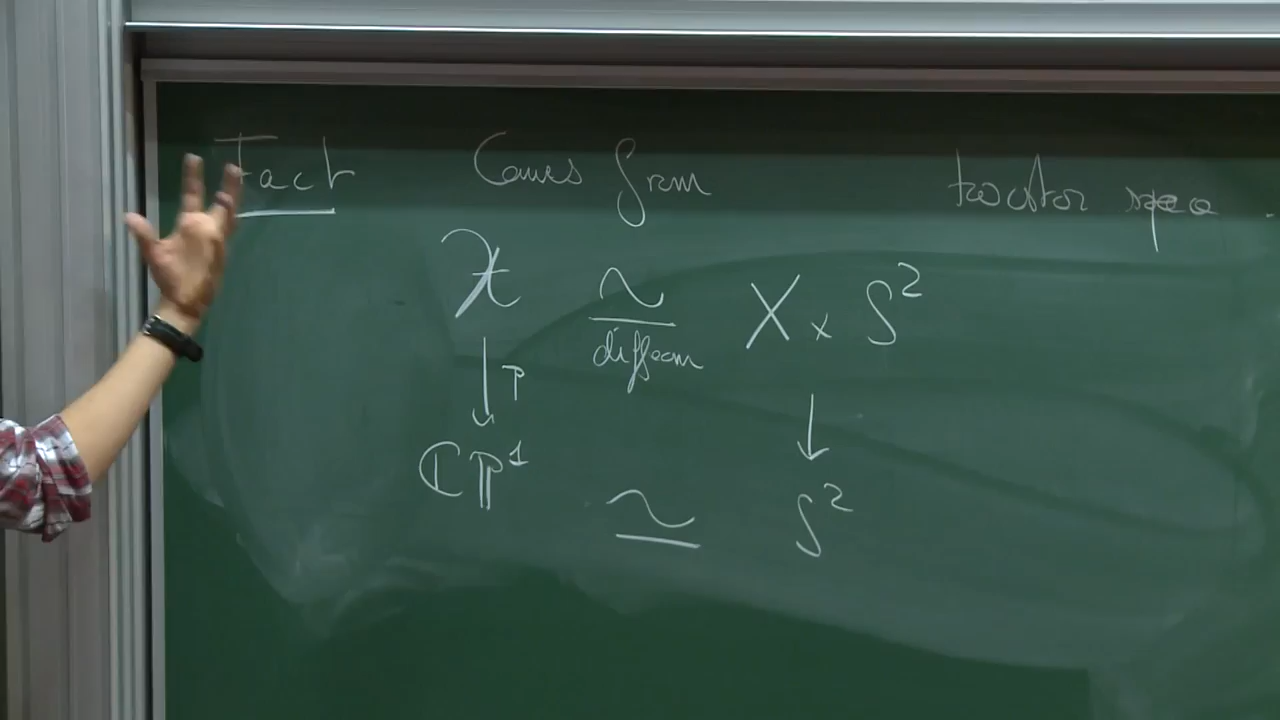 Fact Comes from twistor space
𝒳 ≃ X × S²
↓ P diffeom ↓
ℂℙ¹ ≃ S²